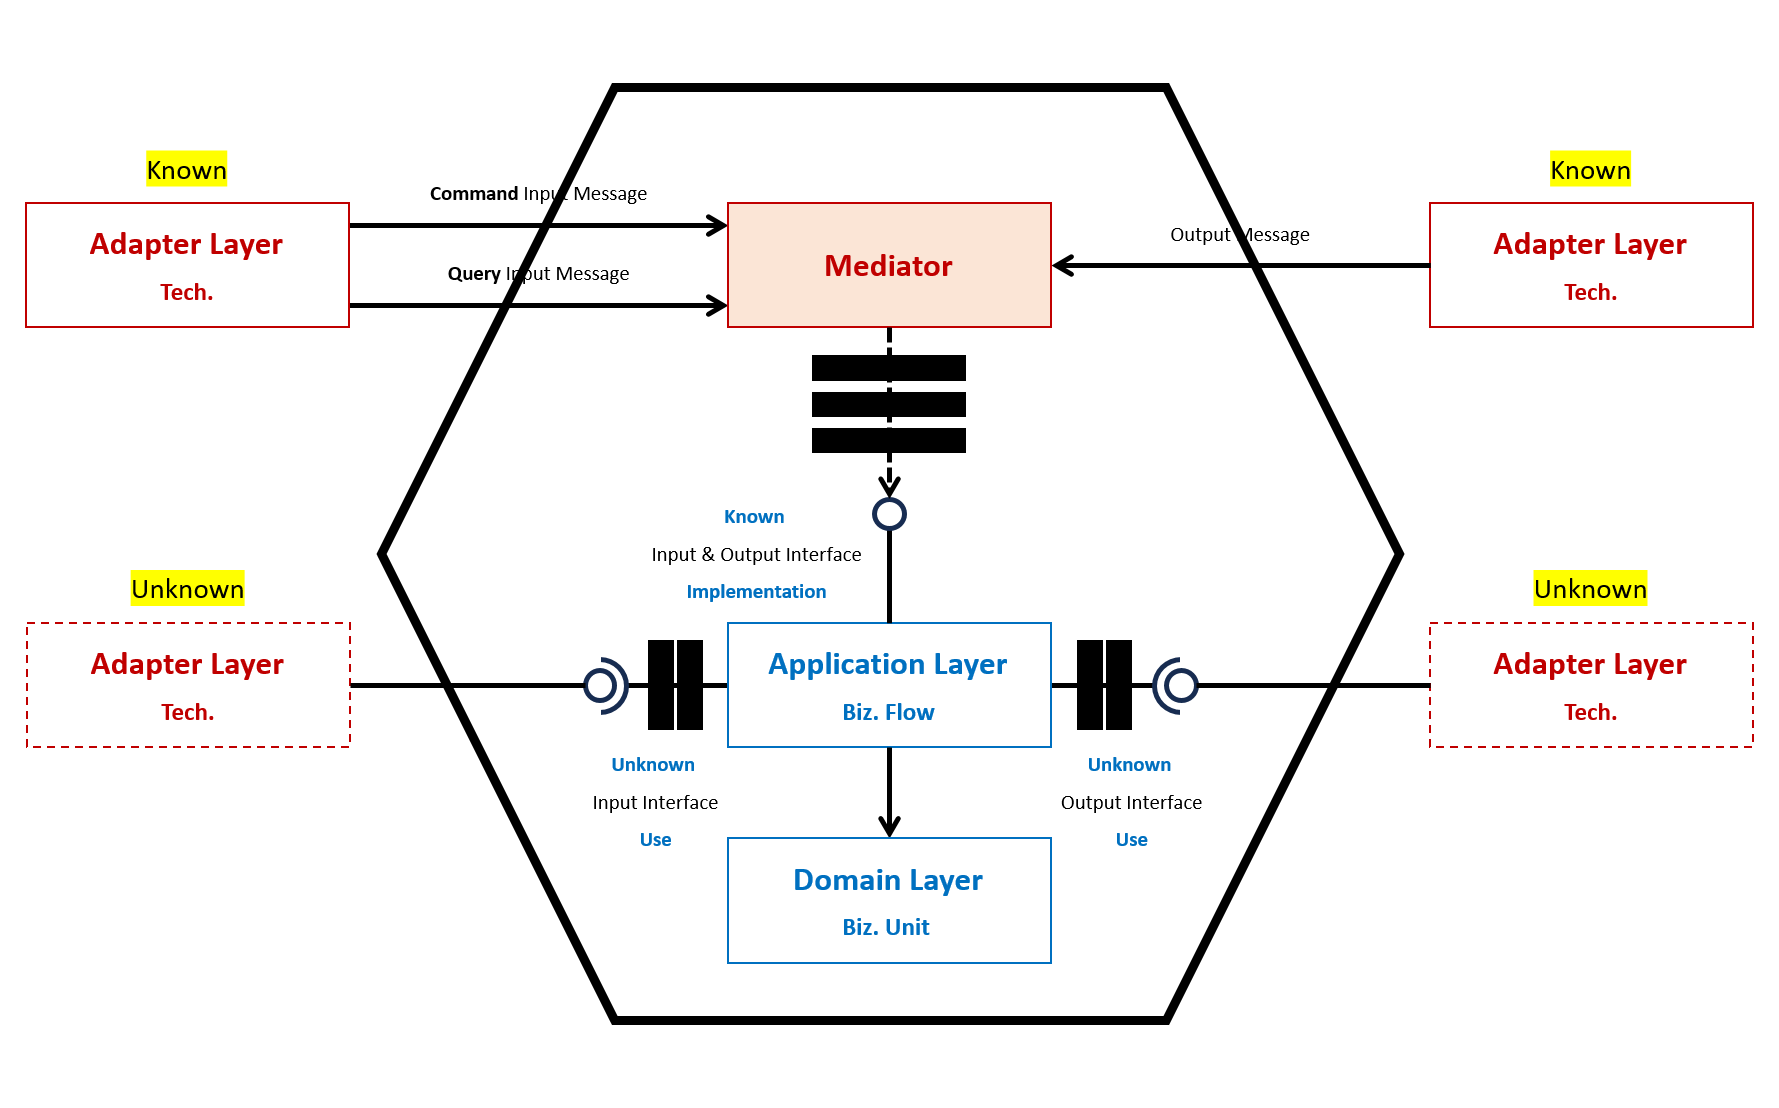 Known
Adapter Layer
Tech.
Command Input Message
Query Input Message
Mediator
Output Message
Known
Adapter Layer
Tech.
Known
Input & Output Interface
Implementation
Unknown
Adapter Layer
Tech.
Application Layer
Biz. Flow
Unknown
Adapter Layer
Tech.
Unknown
Input Interface
Use
Unknown
Output Interface
Use
Domain Layer
Biz. Unit